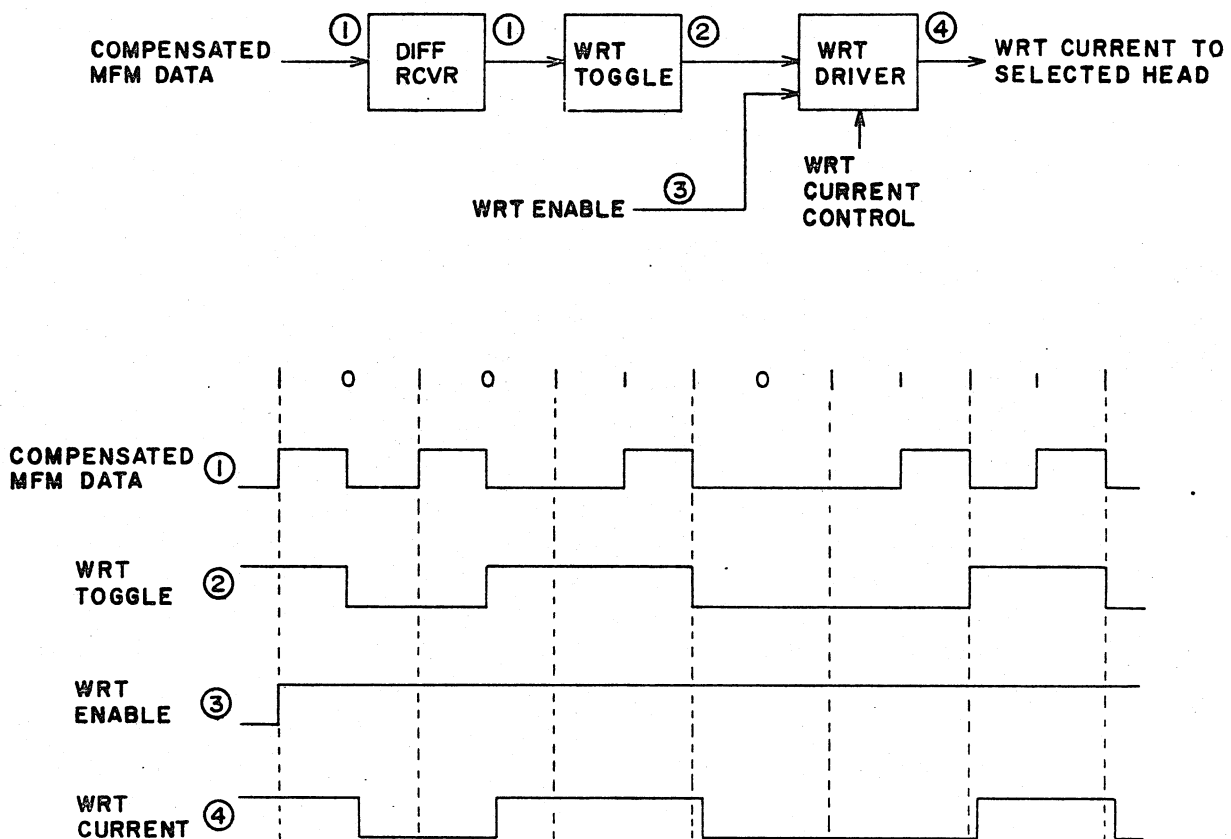 COMPENSATED
MFM DATA
①
DIFF
RCVR
①
WRT
TOGGLE
②
WRT
DRIVER
④
WRT CURRENT TO
SELECTED HEAD
WRT ENABLE
③
WRT
CURRENT
CONTROL
0 0 1 0 1 1
COMPENSATED
MFM DATA
①
WRT
TOGGLE
②
WRT
ENABLE
③
WRT
CURRENT
④